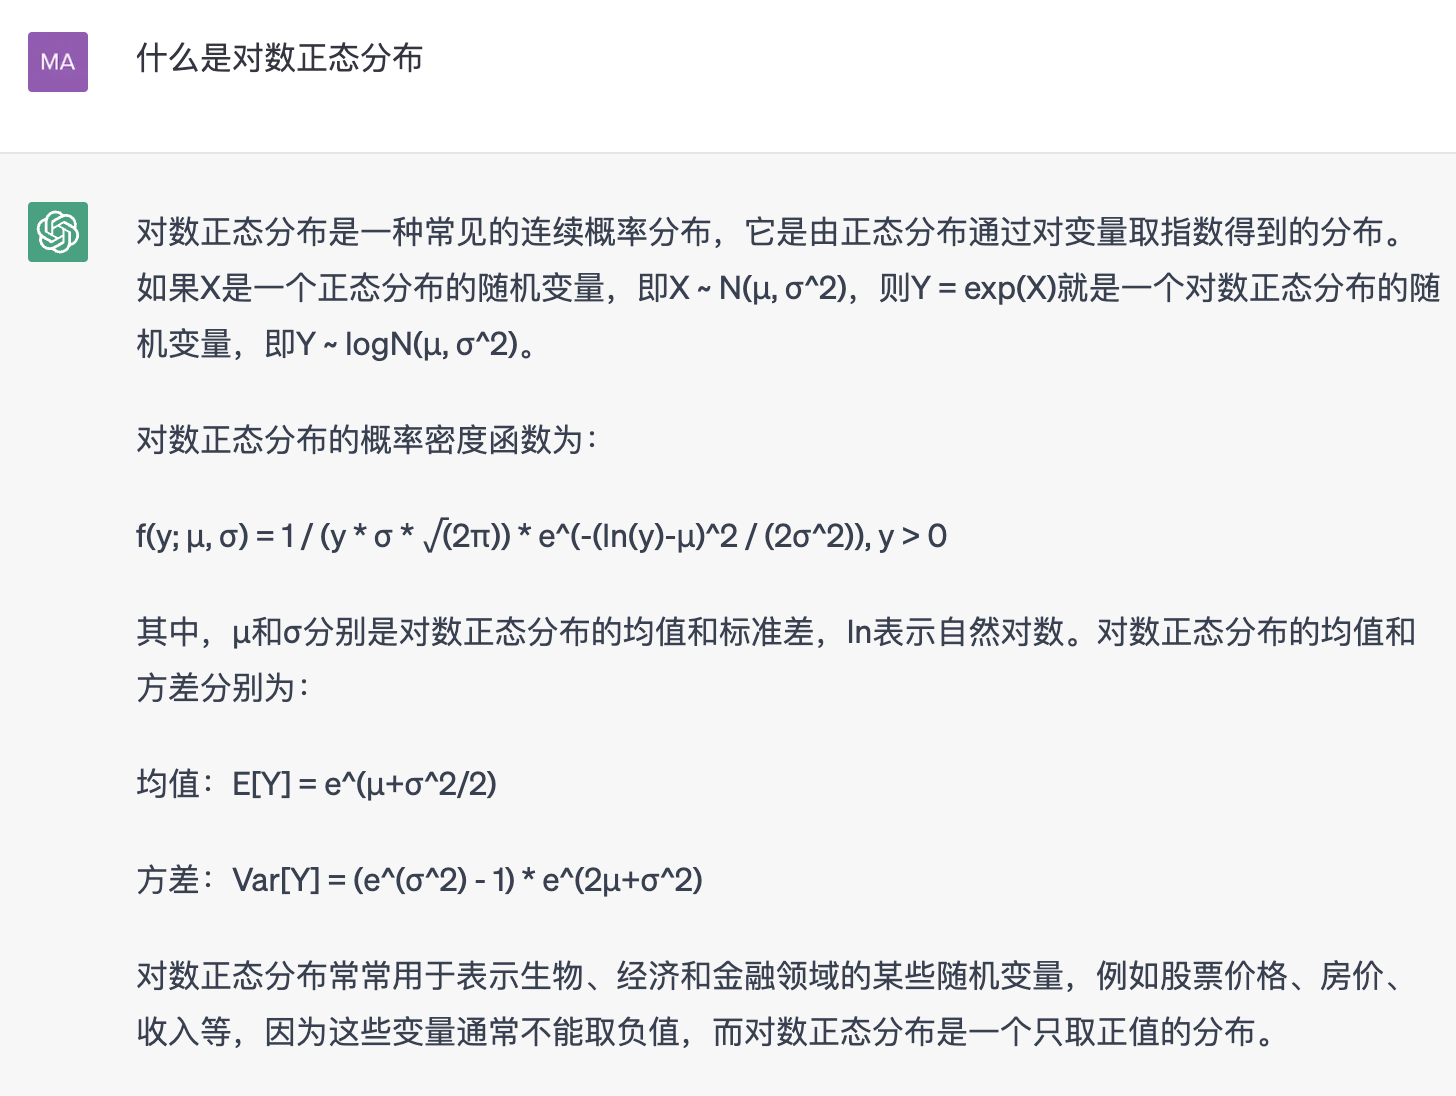 MA
什么是对数正态分布
对数正态分布是一种常见的连续概率分布，它是由正态分布通过对变量取指数得到的分布。
如果X是一个正态分布的随机变量，即X ~ N(μ, σ^2)，则Y = exp(X)就是一个对数正态分布的随
机变量，即Y ~ logN(μ, σ^2)。
对数正态分布的概率密度函数为：
f(y; μ, σ) = 1 / (y * σ * √(2π)) * e^(-(ln(y)-μ)^2 / (2σ^2)), y > 0
其中，μ和σ分别是对数正态分布的均值和标准差，ln表示自然对数。对数正态分布的均值和
方差分别为：
均值：E[Y] = e^(μ+σ^2/2)
方差：Var[Y] = (e^(σ^2) - 1) * e^(2μ+σ^2)
对数正态分布常常用于表示生物、经济和金融领域的某些随机变量，例如股票价格、房价、
收入等，因为这些变量通常不能取负值，而对数正态分布是一个只取正值的分布。